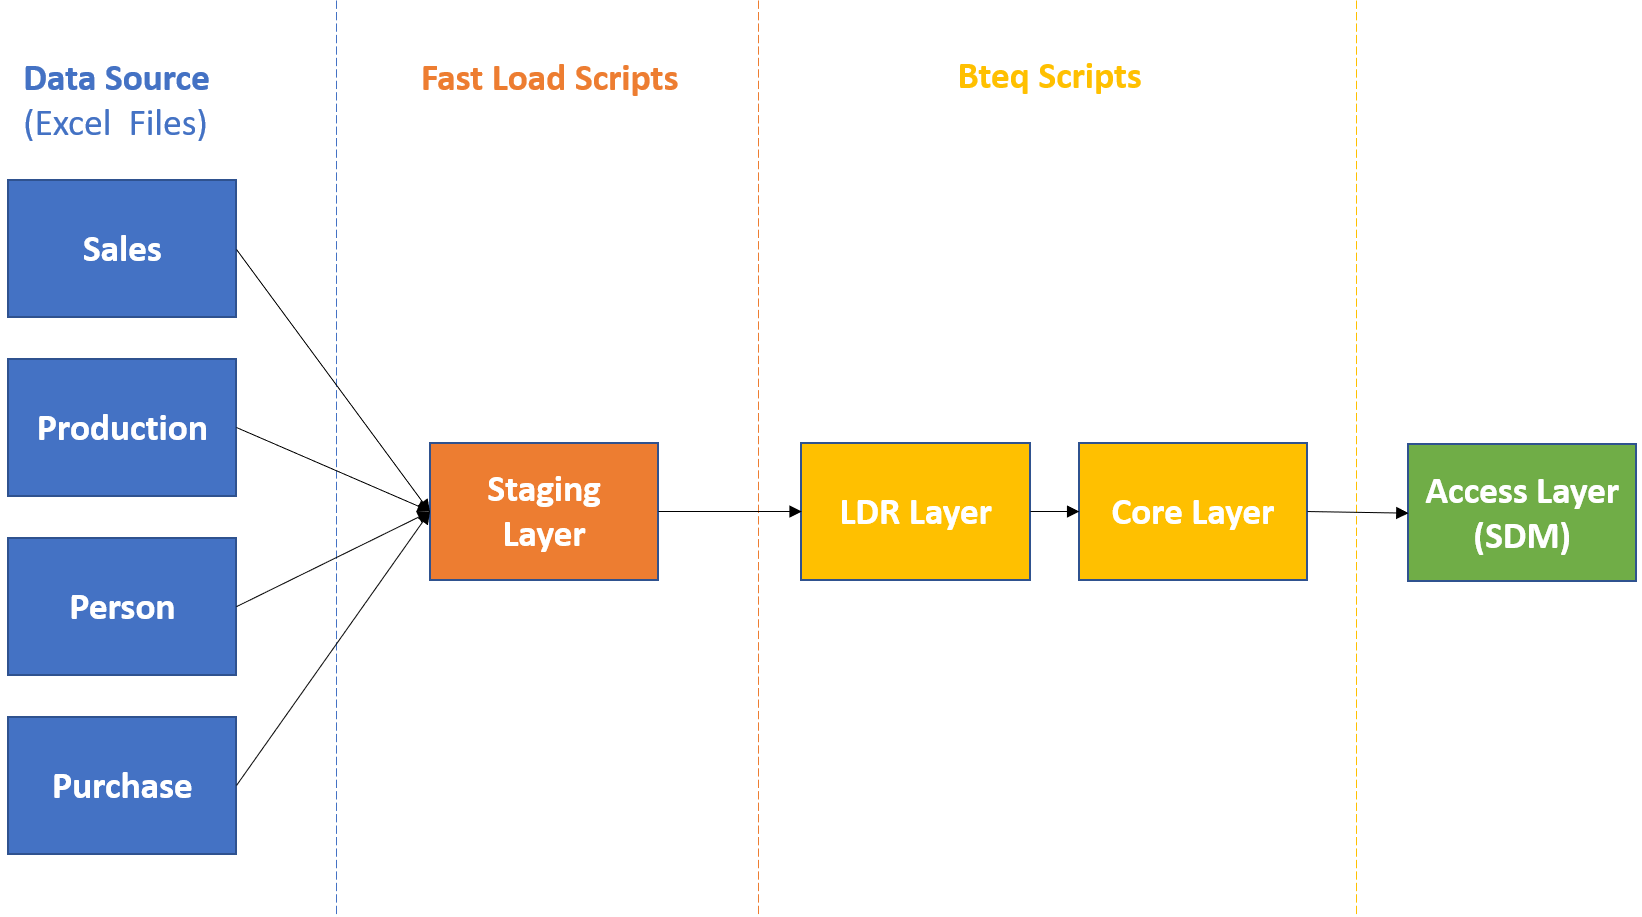 Data Source
(Excel  Files)
Fast Load Scripts
Bteq Scripts
Sales
Production
Person
Purchase
Staging
Layer
LDR Layer
Core Layer
Access Layer
(SDM)